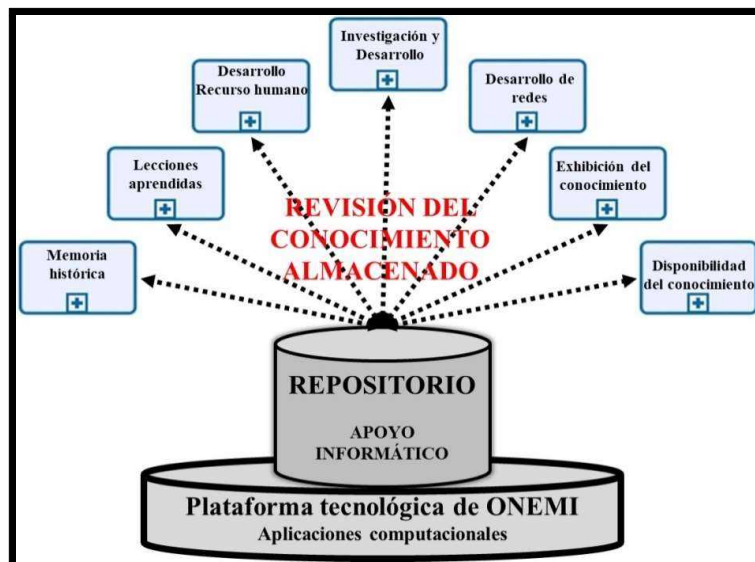 Investigación y
Desarrollo
Desarrollo
Recurso humano
Desarrollo de
redes
Lecciones
aprendidas
Exhibición del
conocimiento
Memoria
histórica
Disponibilidad
del conocimiento
REVISIÓN DEL
CONOCIMIENTO
ALMACENADO
REPOSITORIO
APOYO
INFORMÁTICO
Plataforma tecnológica de ONEMI
Aplicaciones computacionales